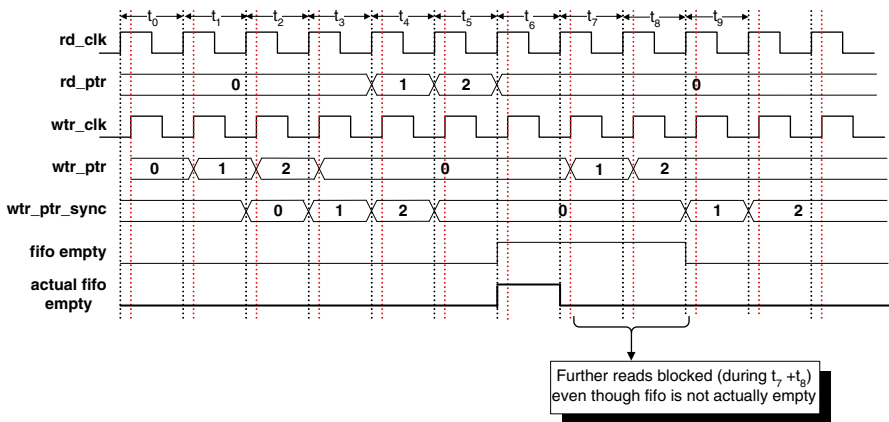 t0 t1 t2 t3 t4 t5 t6 t7 t8 t9
rd_clk
rd_ptr 0 1 2 0
wtr_clk
wtr_ptr 0 1 2 0 1 2
wtr_ptr_sync 0 1 2 0 1 2
fifo empty
actual fifo
empty
Further reads blocked (during t7 +t8)
even though fifo is not actually empty